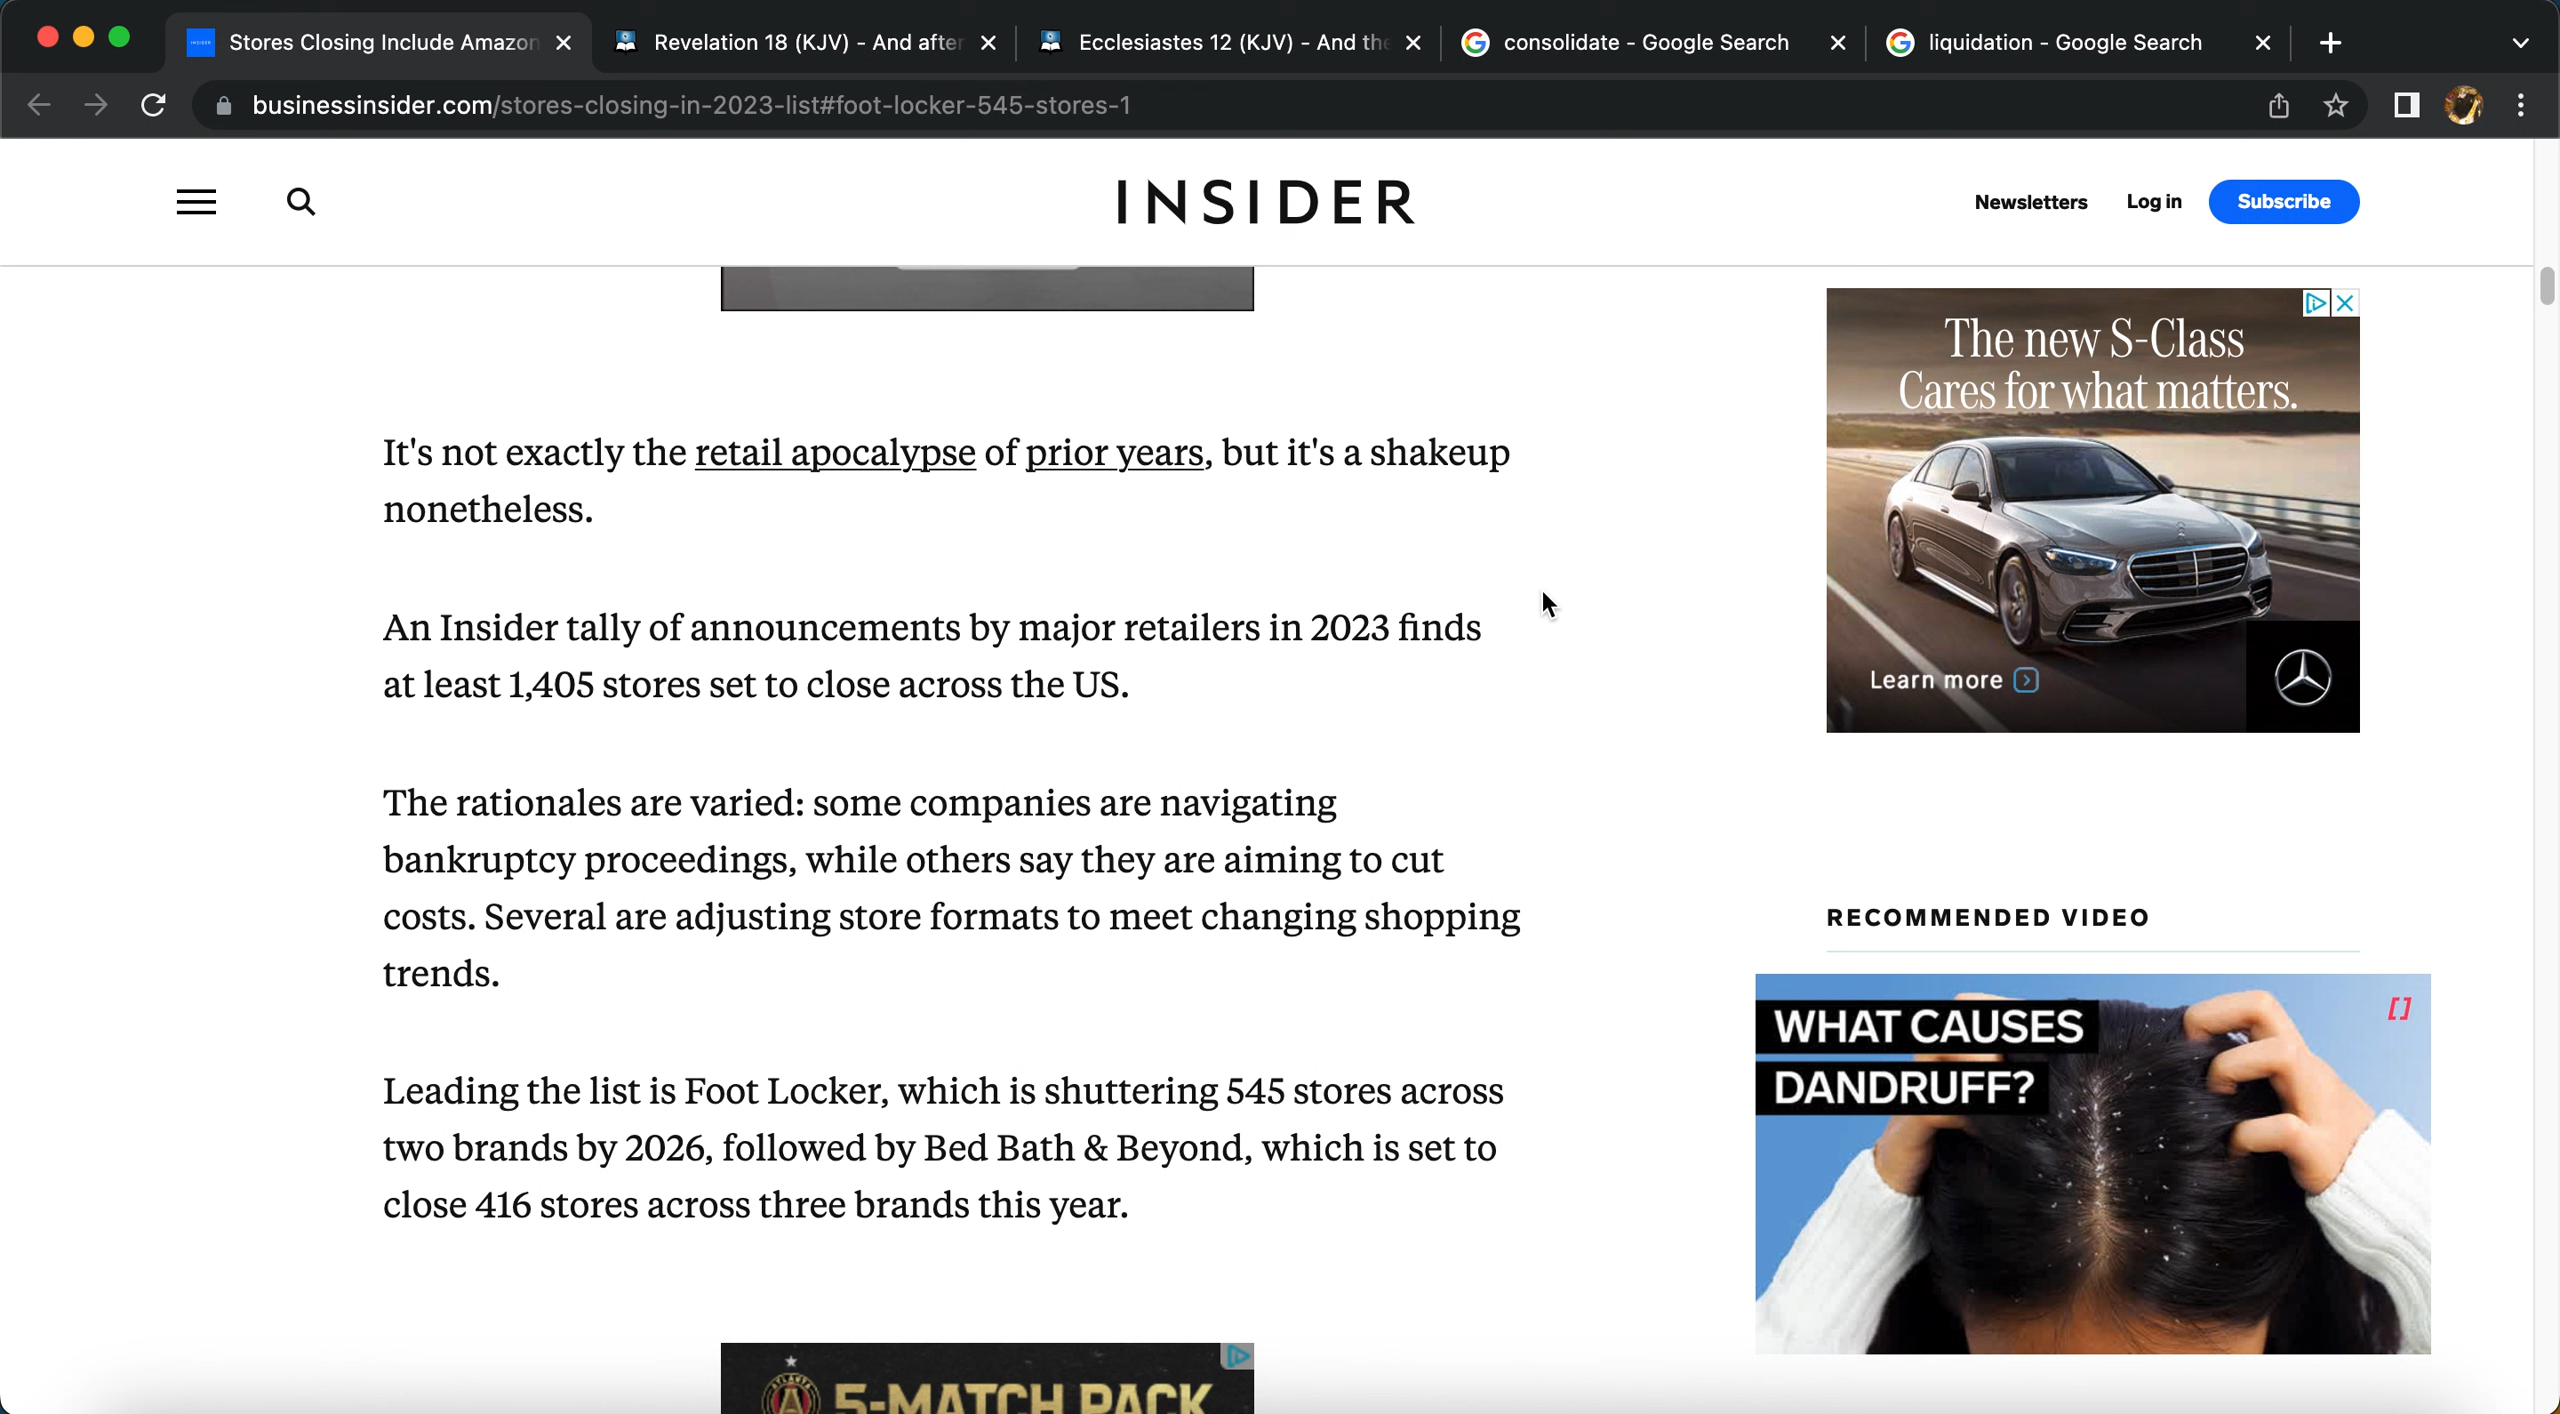 Stores Closing Include Amazon
Revelation 18 (KJV) - And after
Ecclesiastes 12 (KJV) - And the
consolidate - Google Search
liquidation - Google Search
businessinsider.com/stores-closing-in-2023-list#foot-locker-545-stores-1
INSIDER
Newsletters
Log in
Subscribe
It's not exactly the retail apocalypse of prior years, but it's a shakeup
nonetheless.
An Insider tally of announcements by major retailers in 2023 finds
at least 1,405 stores set to close across the US.
The rationales are varied: some companies are navigating
bankruptcy proceedings, while others say they are aiming to cut
costs. Several are adjusting store formats to meet changing shopping
trends.
Leading the list is Foot Locker, which is shuttering 545 stores across
two brands by 2026, followed by Bed Bath & Beyond, which is set to
close 416 stores across three brands this year.
ATLANTA
5-MATCH PACK
The new S-Class
Cares for what matters.
Learn more
RECOMMENDED VIDEO
WHAT CAUSES
DANDRUFF?